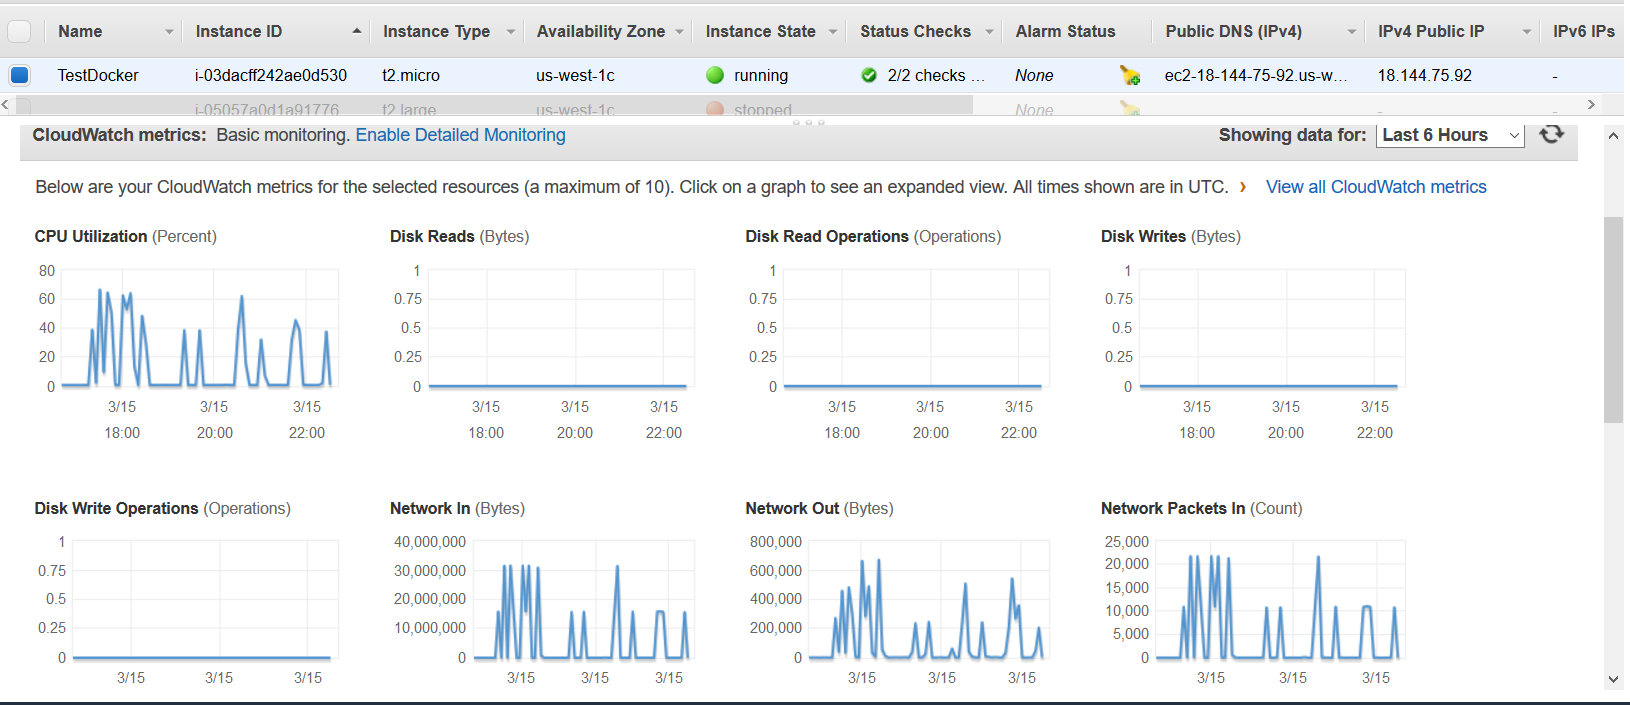 Name Instance ID Instance Type Availability Zone Instance State Status Checks Alarm Status Public DNS (IPv4) IPv4 Public IP IPv6 IPs
TestDocker i-03dacff242ae0d530 t2.micro us-west-1c running 2/2 checks ... None ec2-18-144-75-92.us-w... 18.144.75.92 -
i-05057a0d1a91776 t2.large us-west-1c stopped None - -
CloudWatch metrics: Basic monitoring. Enable Detailed Monitoring Showing data for: Last 6 Hours
Below are your CloudWatch metrics for the selected resources (a maximum of 10). Click on a graph to see an expanded view. All times shown are in UTC. › View all CloudWatch metrics
CPU Utilization (Percent)
80
60
40
20
0
3/15 3/15 3/15
18:00 20:00 22:00
Disk Reads (Bytes)
1
0.75
0.5
0.25
0
3/15 3/15 3/15
18:00 20:00 22:00
Disk Read Operations (Operations)
1
0.75
0.5
0.25
0
3/15 3/15 3/15
18:00 20:00 22:00
Disk Writes (Bytes)
1
0.75
0.5
0.25
0
3/15 3/15 3/15
18:00 20:00 22:00
Disk Write Operations (Operations)
1
0.75
0.5
0.25
0
3/15 3/15 3/15
Network In (Bytes)
40,000,000
30,000,000
20,000,000
10,000,000
0
3/15 3/15 3/15
Network Out (Bytes)
800,000
600,000
400,000
200,000
0
3/15 3/15 3/15
Network Packets In (Count)
25,000
20,000
15,000
10,000
5,000
0
3/15 3/15 3/15